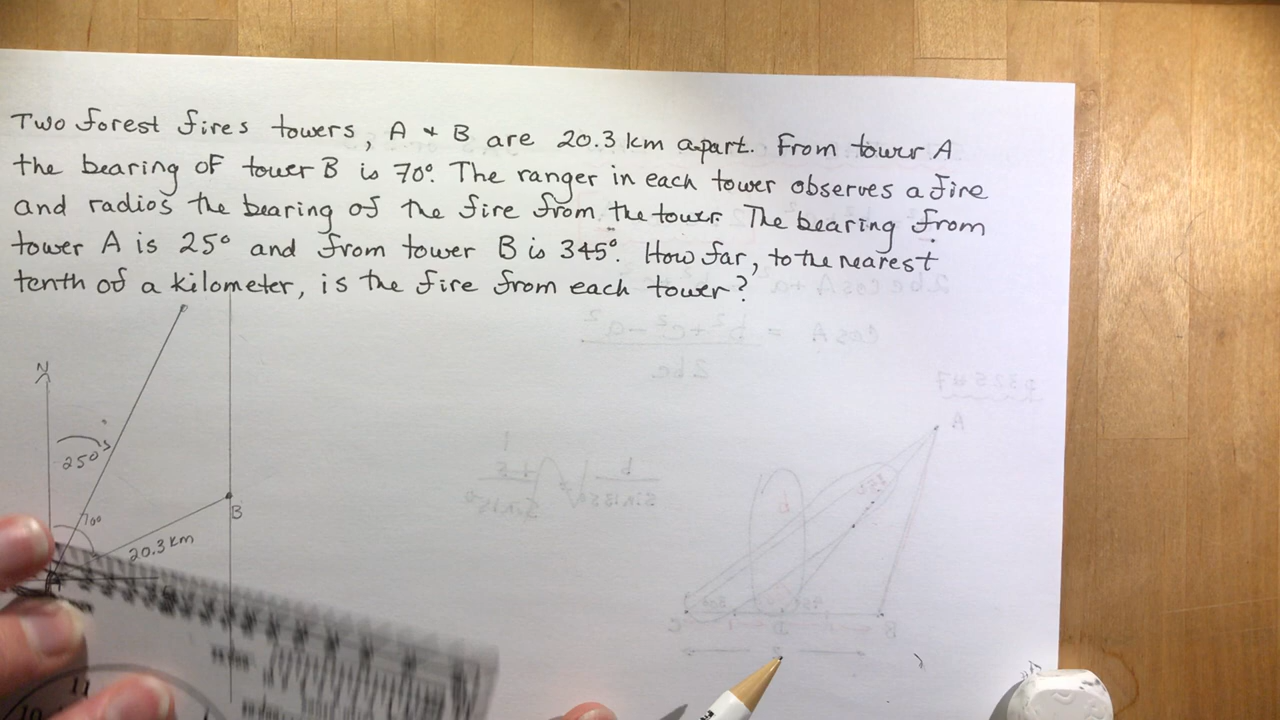 Two forest fires towers, A & B are 20.3 km apart. From tower A
the bearing of tower B is 70°. The ranger in each tower observes a fire
and radios the bearing of the fire from the tower. The bearing from
tower A is 25° and from tower B is 345°. How far, to the nearest
tenth of a kilometer, is the fire from each tower?
N
25°
70°
B
20.3 km
A
11
10